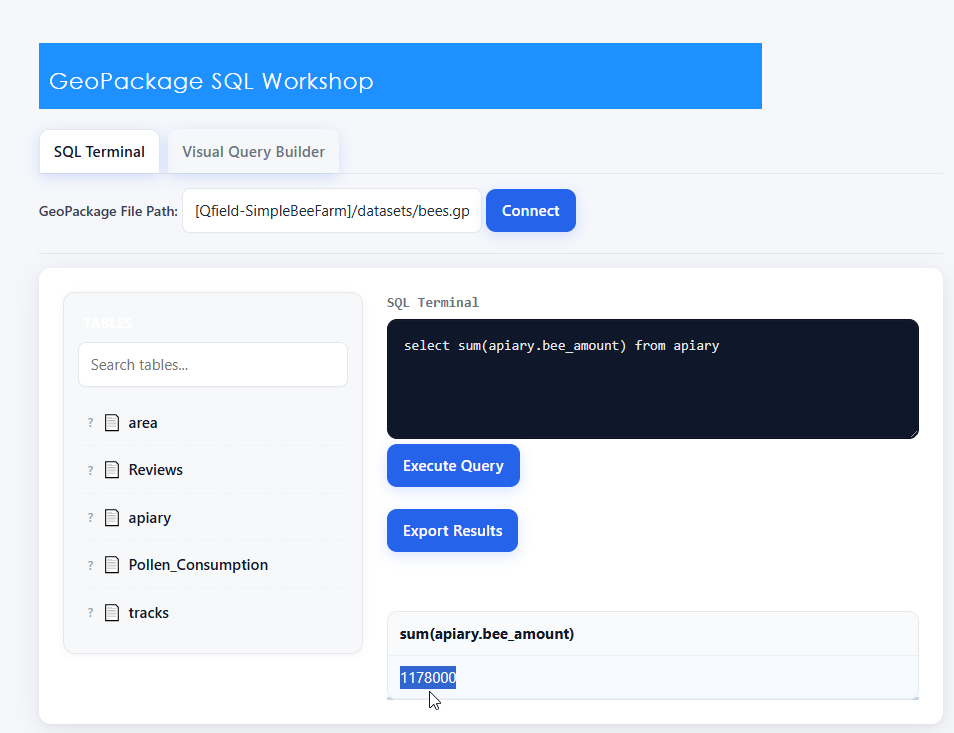 GeoPackage SQL Workshop
SQL Terminal
Visual Query Builder
GeoPackage File Path:
[Qfield-SimpleBeeFarm]/datasets/bees.gp
Connect
TABLES
Search tables...
? area
? Reviews
? apiary
? Pollen_Consumption
? tracks
SQL Terminal
select sum(apiary.bee_amount) from apiary
Execute Query
Export Results
sum(apiary.bee_amount)
1178000